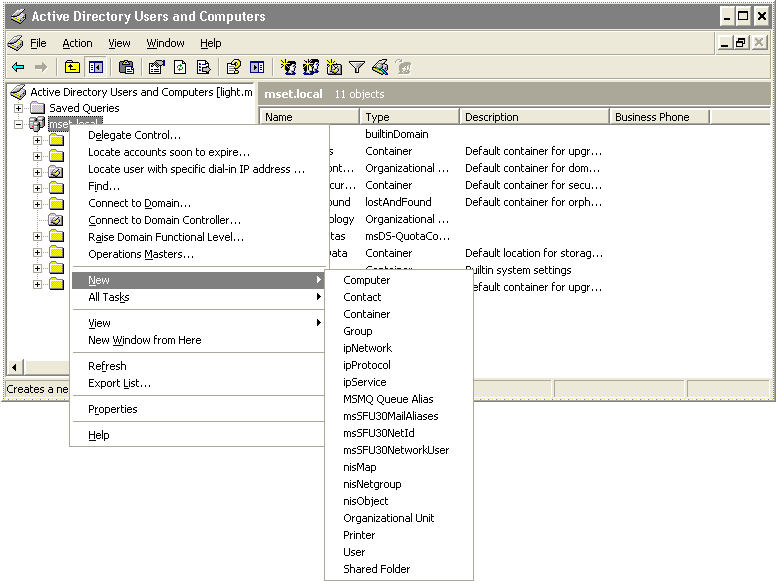 Active Directory Users and Computers
File Action View Window Help
Active Directory Users and Computers [light.m
Saved Queries
mset.local
mset.local 11 objects
Name Type Description Business Phone
builtinDomain
s Container Default container for upgr...
ont... Organizational ... Default container for dom...
cur... Container Default container for secu...
ound lostAndFound Default container for orph...
ology Organizational ...
tas msDS-QuotaCo...
ata Container Default location for storag...
Container Builtin system settings
efault container for upgr...
Creates a ne
Delegate Control...
Locate accounts soon to expire...
Locate user with specific dial-in IP address ...
Find...
Connect to Domain...
Connect to Domain Controller...
Raise Domain Functional Level...
Operations Masters...
New
All Tasks
View
New Window from Here
Refresh
Export List...
Properties
Help
Computer
Contact
Container
Group
ipNetwork
ipProtocol
ipService
MSMQ Queue Alias
msSFU30MailAliases
msSFU30NetId
msSFU30NetworkUser
nisMap
nisNetgroup
nisObject
Organizational Unit
Printer
User
Shared Folder